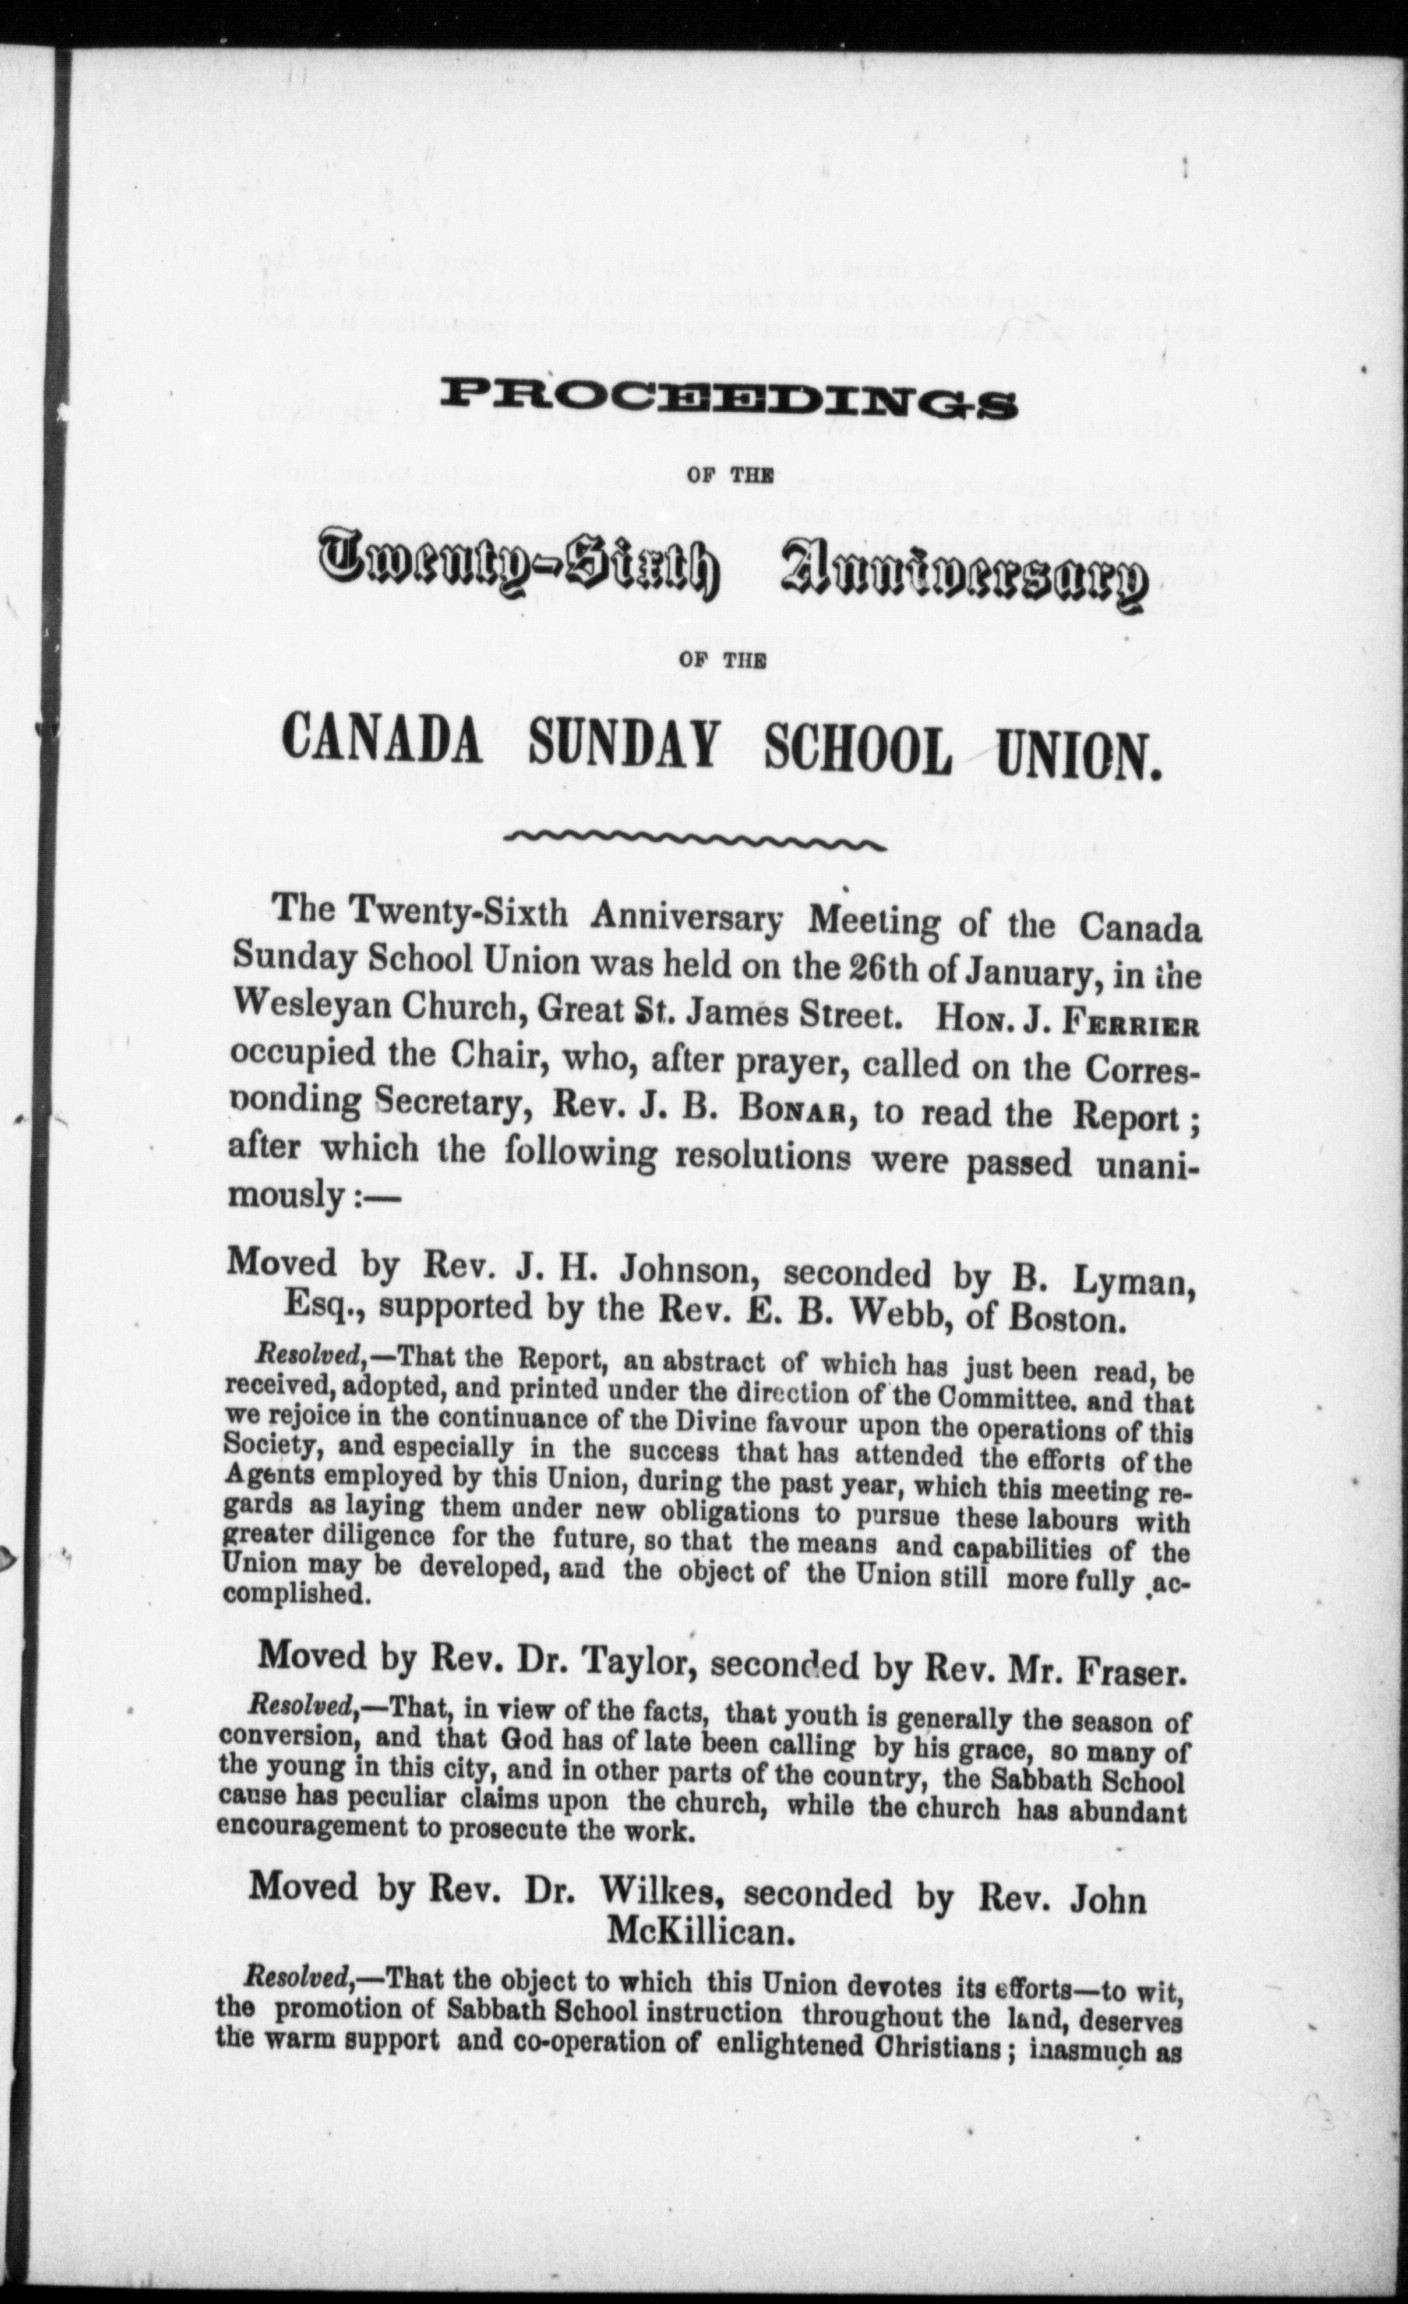 PROCEEDINGS
OF THE
Twenty-Sixth Anniversary
OF THE
CANADA SUNDAY SCHOOL UNION.
The Twenty-Sixth Anniversary Meeting of the Canada
Sunday School Union was held on the 26th of January, in the
Wesleyan Church, Great St. James Street. HON. J. FERRIER
occupied the Chair, who, after prayer, called on the Corres-
ponding Secretary, Rev. J. B. BONAR, to read the Report;
after which the following resolutions were passed unani-
mously:—
Moved by Rev. J. H. Johnson, seconded by B. Lyman,
Esq., supported by the Rev. E. B. Webb, of Boston.
Resolved,—That the Report, an abstract of which has just been read, be
received, adopted, and printed under the direction of the Committee, and that
we rejoice in the continuance of the Divine favour upon the operations of this
Society, and especially in the success that has attended the efforts of the
Agents employed by this Union, during the past year, which this meeting re-
gards as laying them under new obligations to pursue these labours with
greater diligence for the future, so that the means and capabilities of the
Union may be developed, and the object of the Union still more fully ac-
complished.
Moved by Rev. Dr. Taylor, seconded by Rev. Mr. Fraser.
Resolved,—That, in view of the facts, that youth is generally the season of
conversion, and that God has of late been calling by his grace, so many of
the young in this city, and in other parts of the country, the Sabbath School
cause has peculiar claims upon the church, while the church has abundant
encouragement to prosecute the work.
Moved by Rev. Dr. Wilkes, seconded by Rev. John
McKillican.
Resolved,—That the object to which this Union devotes its efforts—to wit,
the promotion of Sabbath School instruction throughout the land, deserves
the warm support and co-operation of enlightened Christians; inasmuch as